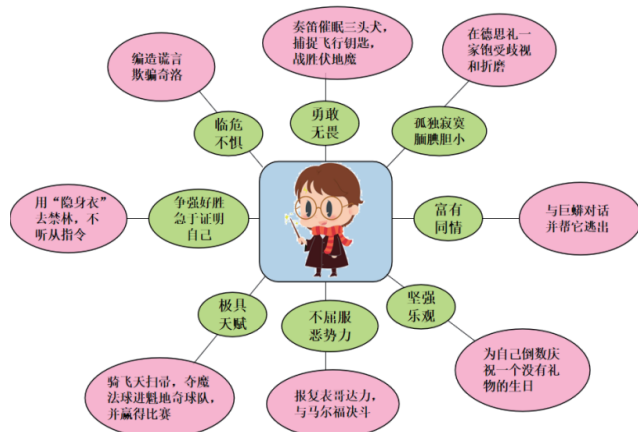 编造谎言
欺骗奇洛
临危
不惧
奏笛催眠三头犬，
捕捉飞行钥匙，
战胜伏地魔
勇敢
无畏
在德思礼一
家饱受歧视
和折磨
孤独寂寞
腼腆胆小
用“隐身衣”
去禁林，不
听从指令
争强好胜
急于证明
自己
富有
同情
与巨蟒对话
并帮它逃出
极具
天赋
骑飞天扫帚，夺魔
法球进魁地奇球队，
并赢得比赛
不屈服
恶势力
报复表哥达力，
与马尔福决斗
坚强
乐观
为自己倒数庆
祝一个没有礼
物的生日